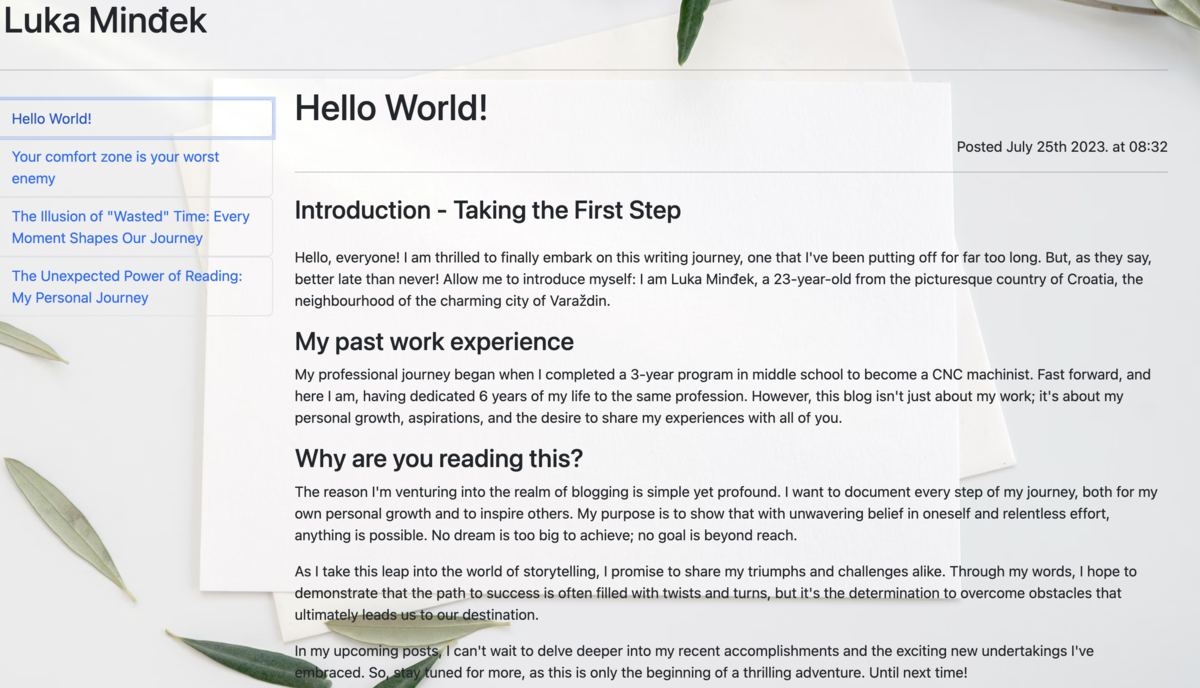 Luka Minđek
Hello World!
Your comfort zone is your worst
enemy
The Illusion of "Wasted" Time: Every
Moment Shapes Our Journey
The Unexpected Power of Reading:
My Personal Journey
Hello World!
Posted July 25th 2023. at 08:32
Introduction - Taking the First Step
Hello, everyone! I am thrilled to finally embark on this writing journey, one that I've been putting off for far too long. But, as they say,
better late than never! Allow me to introduce myself: I am Luka Minđek, a 23-year-old from the picturesque country of Croatia, the
neighbourhood of the charming city of Varaždin.
My past work experience
My professional journey began when I completed a 3-year program in middle school to become a CNC machinist. Fast forward, and
here I am, having dedicated 6 years of my life to the same profession. However, this blog isn't just about my work; it's about my
personal growth, aspirations, and the desire to share my experiences with all of you.
Why are you reading this?
The reason I'm venturing into the realm of blogging is simple yet profound. I want to document every step of my journey, both for my
own personal growth and to inspire others. My purpose is to show that with unwavering belief in oneself and relentless effort,
anything is possible. No dream is too big to achieve; no goal is beyond reach.
As I take this leap into the world of storytelling, I promise to share my triumphs and challenges alike. Through my words, I hope to
demonstrate that the path to success is often filled with twists and turns, but it's the determination to overcome obstacles that
ultimately leads us to our destination.
In my upcoming posts, I can't wait to delve deeper into my recent accomplishments and the exciting new undertakings I've
embraced. So, stay tuned for more, as this is only the beginning of a thrilling adventure. Until next time!